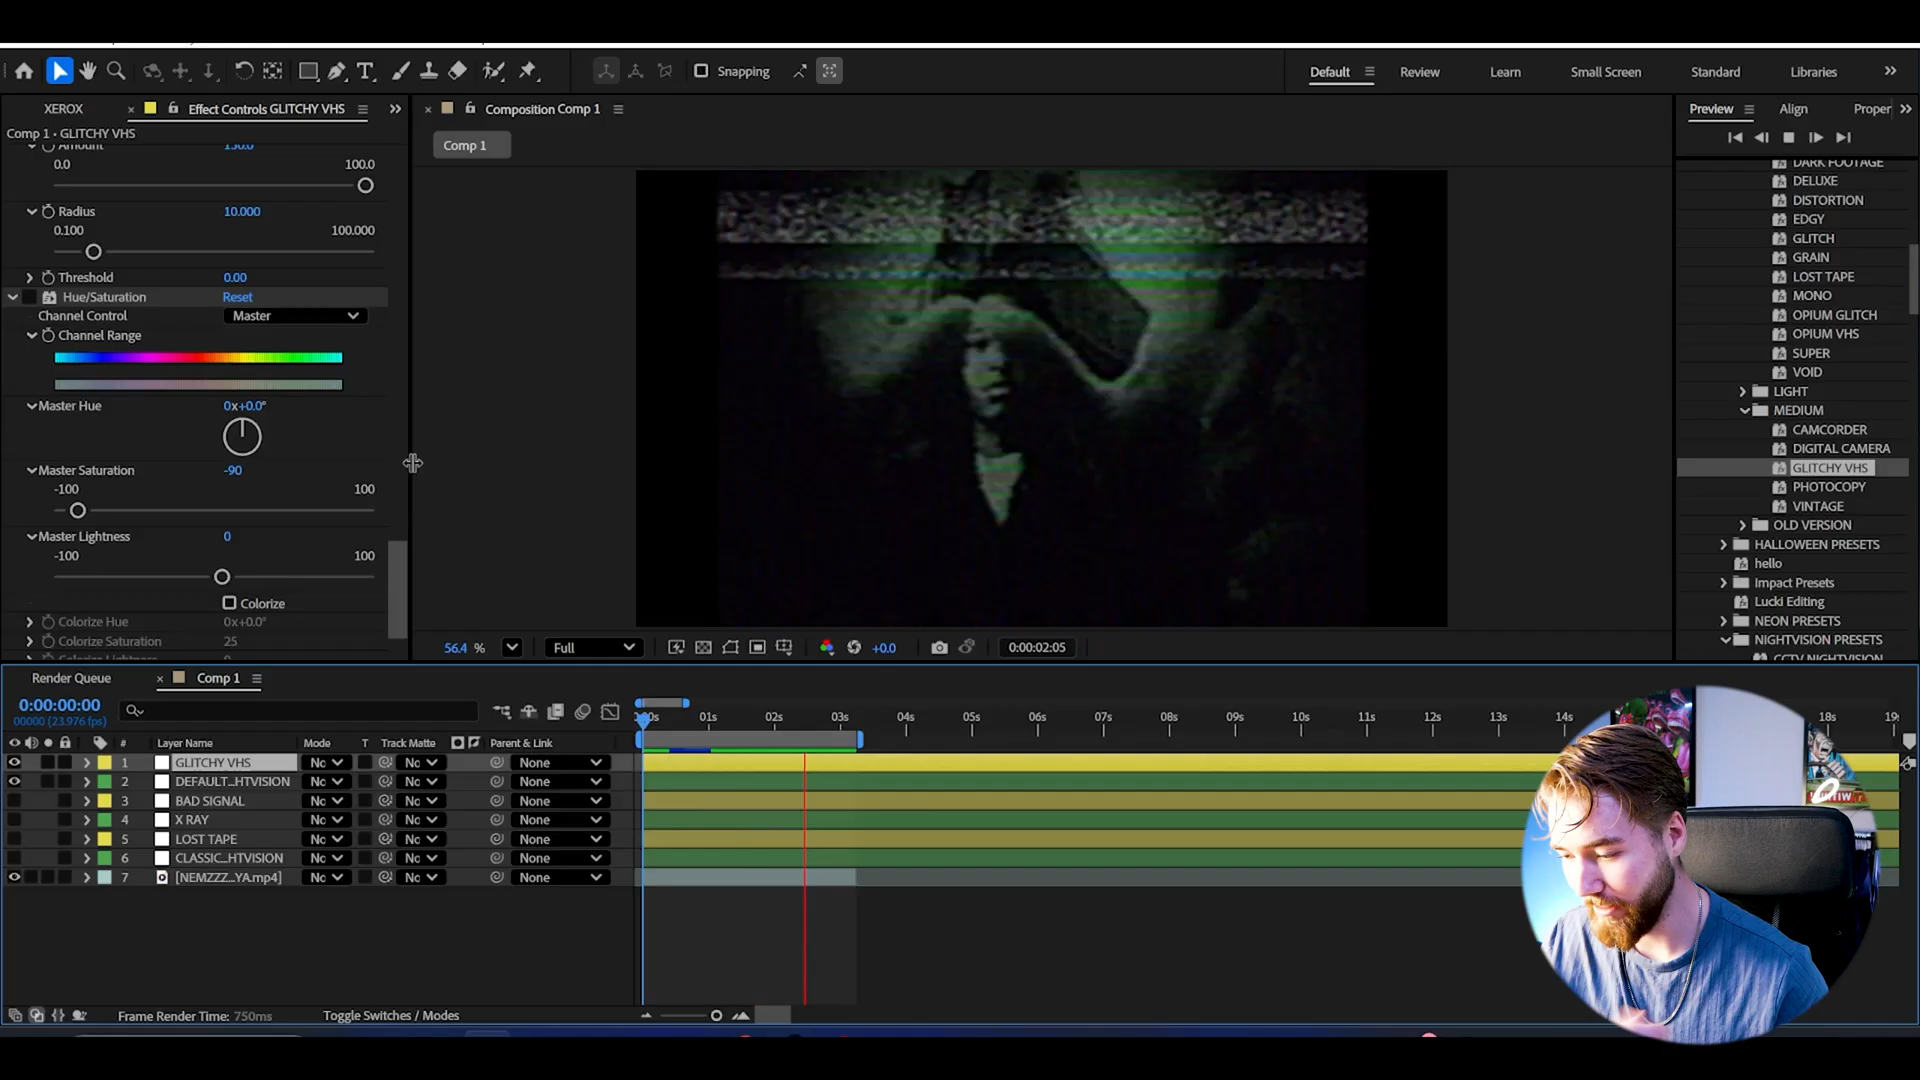 Snapping
Default
Review
Learn
Small Screen
Standard
Libraries
XEROX
Effect Controls GLITCHY VHS
Composition Comp 1
Preview
Align
Proper
Comp 1 • GLITCHY VHS
Comp 1
Amount 150.0
0.0 100.0
Radius 10.000
0.100 100.000
Threshold 0.00
Hue/Saturation Reset
Channel Control Master
Channel Range
Master Hue 0x+0.0°
Master Saturation -90
-100 100
Master Lightness 0
-100 100
Colorize
Colorize Hue 0x+0.0°
Colorize Saturation 25
DARK FOOTAGE
DELUXE
DISTORTION
EDGY
GLITCH
GRAIN
LOST TAPE
MONO
OPIUM GLITCH
OPIUM VHS
SUPER
VOID
LIGHT
MEDIUM
CAMCORDER
DIGITAL CAMERA
GLITCHY VHS
PHOTOCOPY
VINTAGE
OLD VERSION
HALLOWEEN PRESETS
hello
Impact Presets
Lucki Editing
NEON PRESETS
NIGHTVISION PRESETS
CCTV NIGHTVISION
56.4 % Full +0.0 0:00:02:05
Render Queue Comp 1
0:00:00:00
00000 (23.976 fps)
:00s 01s 02s 03s 04s 05s 06s 07s 08s 09s 10s 11s 12s 13s 14s 18s 19s
# Layer Name Mode T Track Matte Parent & Link
1 GLITCHY VHS Nc Nc None
2 DEFAULT...HTVISION Nc Nc None
3 BAD SIGNAL Nc Nc None
4 X RAY Nc Nc None
5 LOST TAPE Nc Nc None
6 CLASSIC...HTVISION Nc Nc None
7 [NEMZZZ...YA.mp4] Nc Nc None
Frame Render Time: 750ms Toggle Switches / Modes